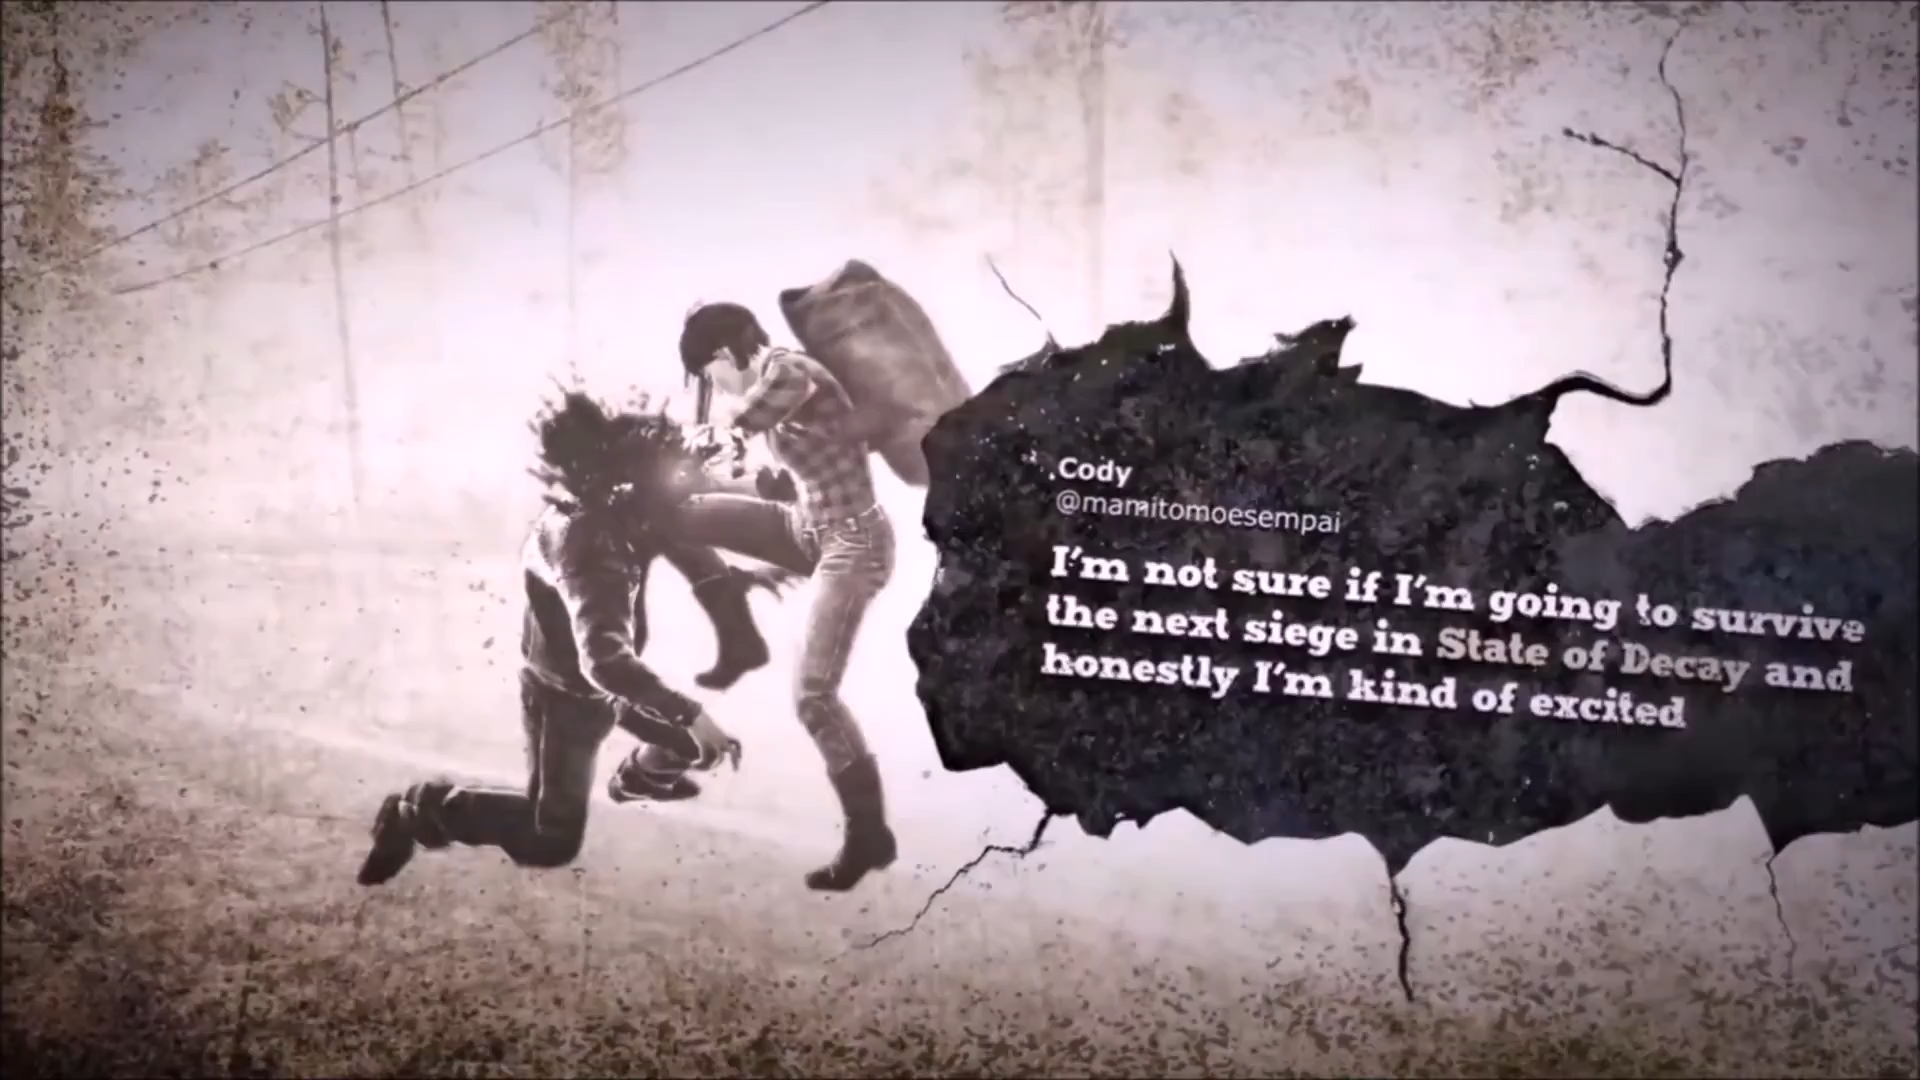 Cody
@mamitomoesempai
I'm not sure if I'm going to survive
the next siege in State of Decay and
honestly I'm kind of excited